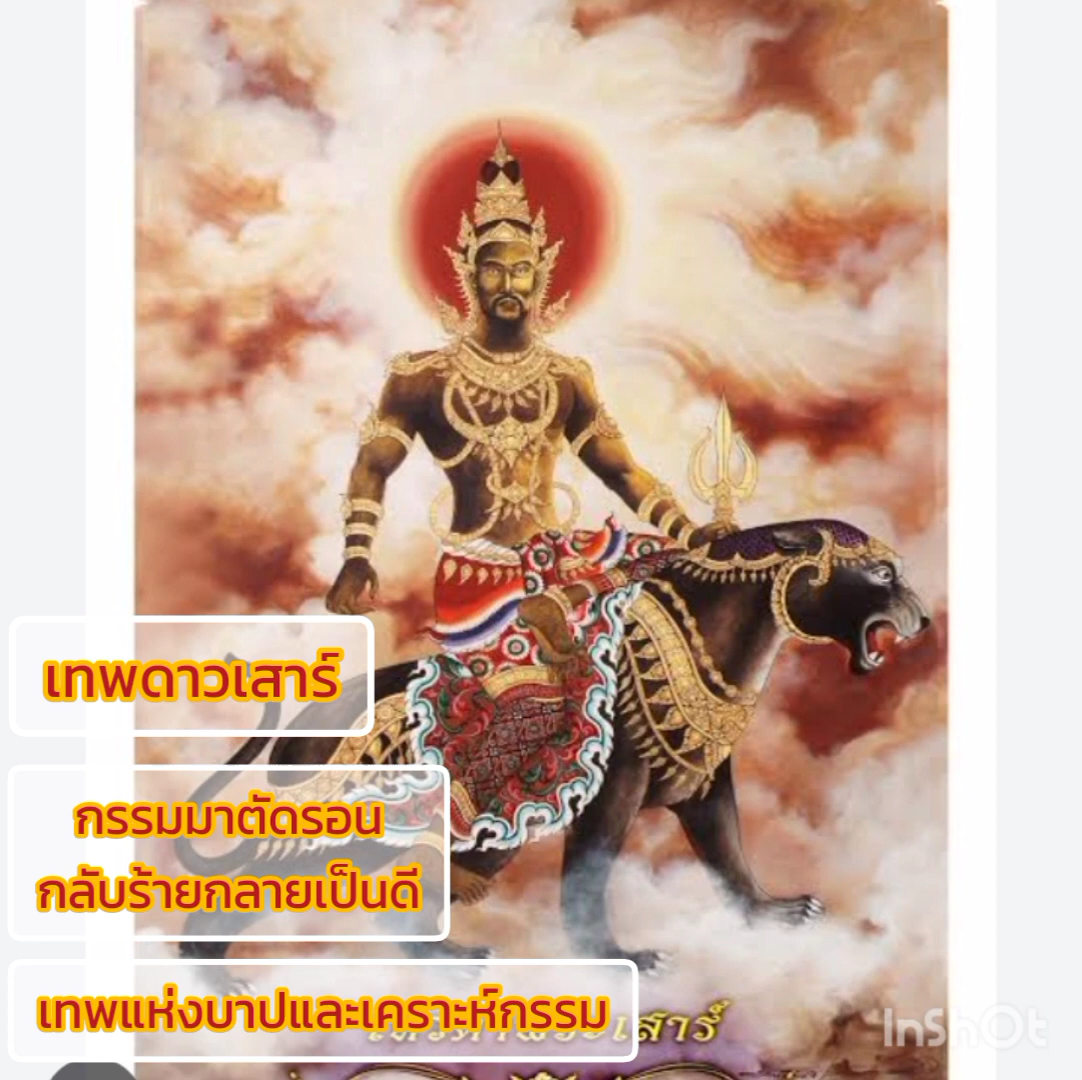 เทพดาวเสาร์
กรรมมาตัดรอน
กลับร้ายกลายเป็นดี
เทพแห่งบาปและเคราะห์กรรม
InShOt